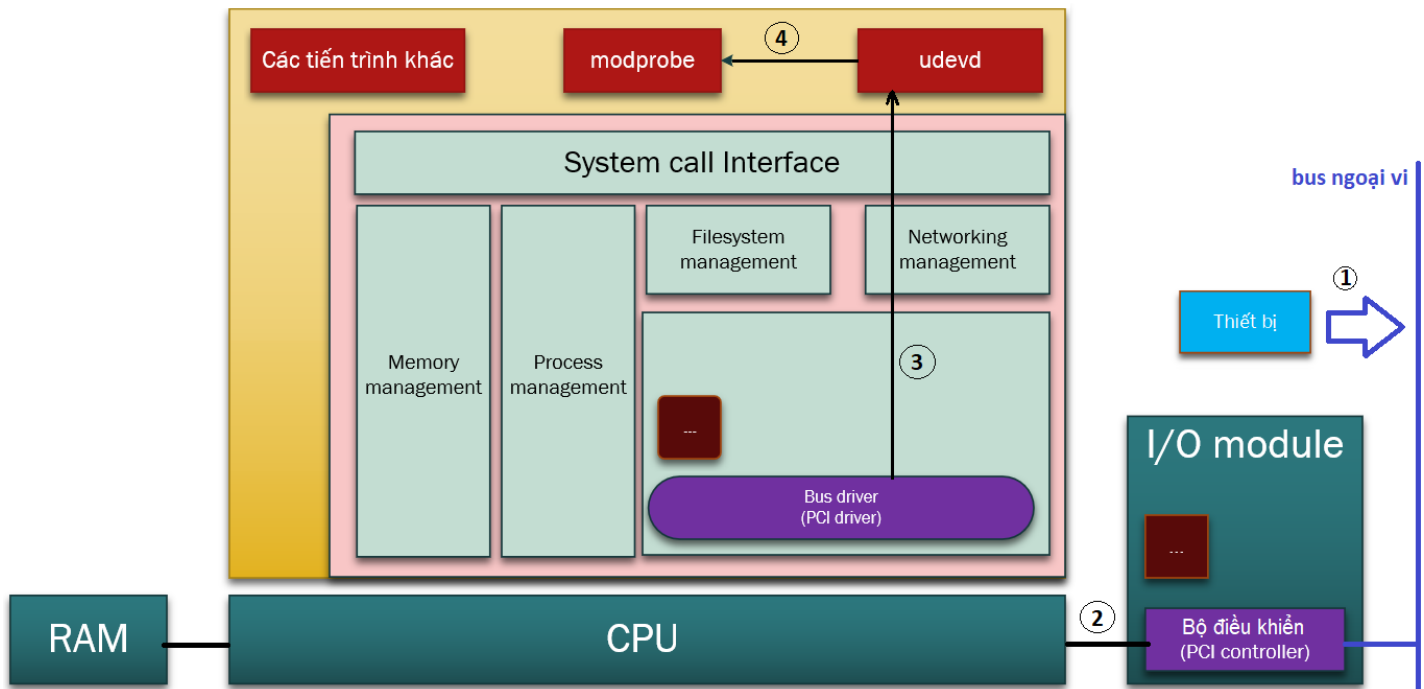 Các tiến trình khác
modprobe
④
udevd
System call Interface
bus ngoại vi
Memory
management
Process
management
Filesystem
management
Networking
management
①
Thiết bị
③
...
Bus driver
(PCI driver)
I/O module
...
RAM
CPU
②
Bộ điều khiển
(PCI controller)